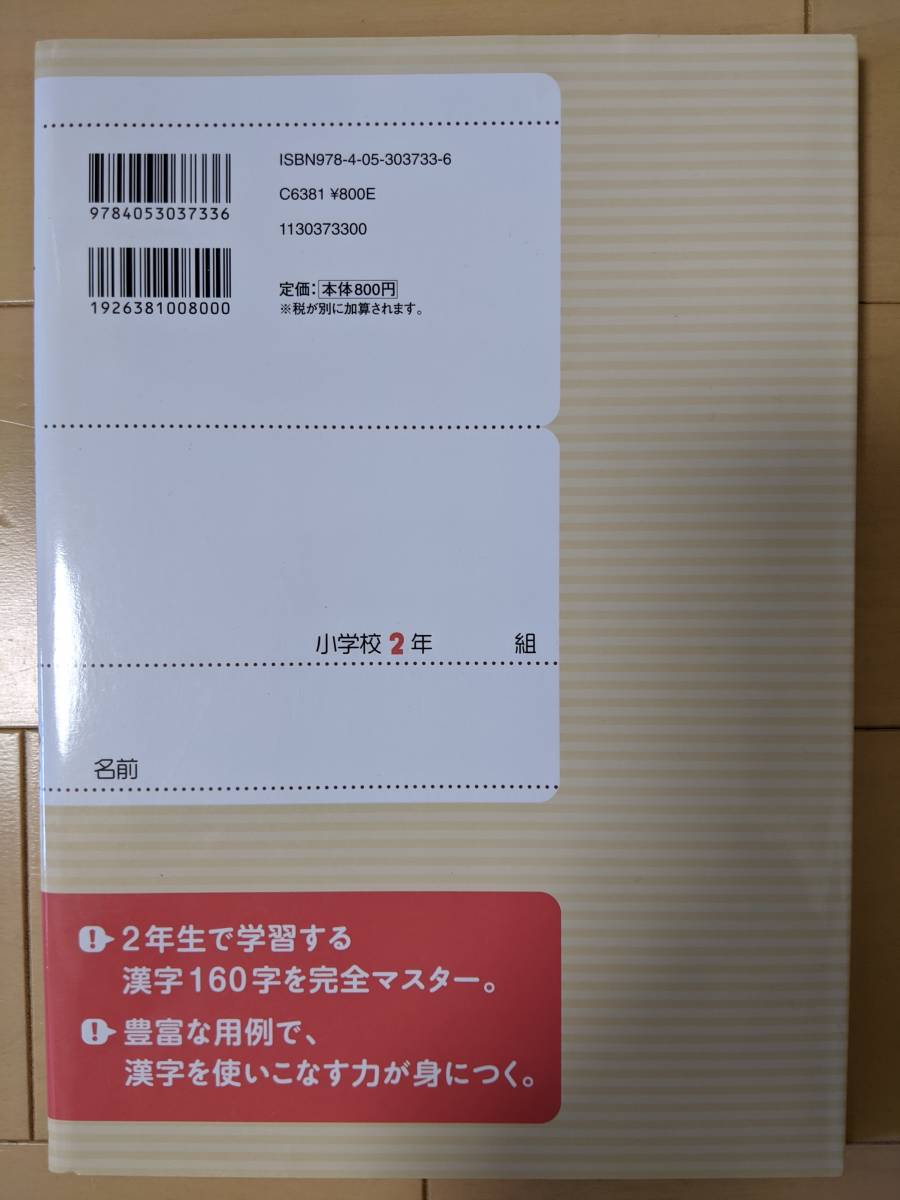 ISBN978-4-05-303733-6
9784053037336
C6381 ¥800E
1130373300
1926381008000
定価:本体800円
※税が別に加算されます。
小学校2年 組
名前
2年生で学習する
漢字160字を完全マスター。
豊富な用例で、
漢字を使いこなす力が身につく。